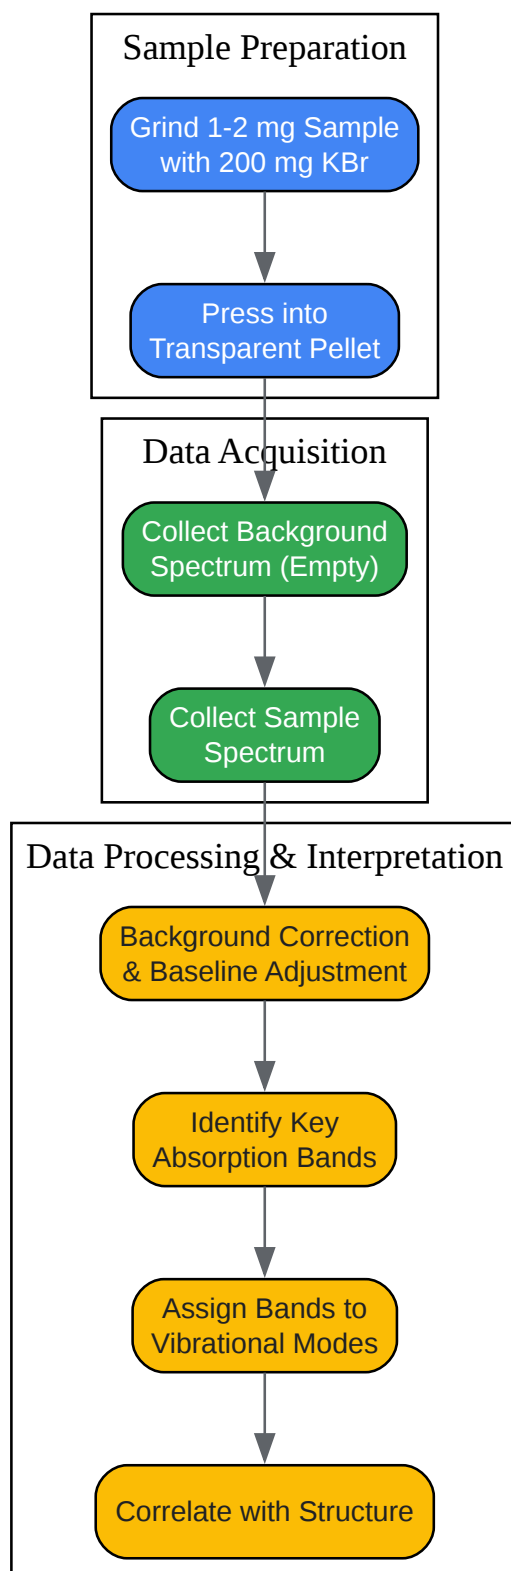 Sample Preparation
Grind 1-2 mg Sample
with 200 mg KBr
Press into
Transparent Pellet
Data Acquisition
Collect Background
Spectrum (Empty)
Collect Sample
Spectrum
Data Processing & Interpretation
Background Correction
& Baseline Adjustment
Identify Key
Absorption Bands
Assign Bands to
Vibrational Modes
Correlate with Structure